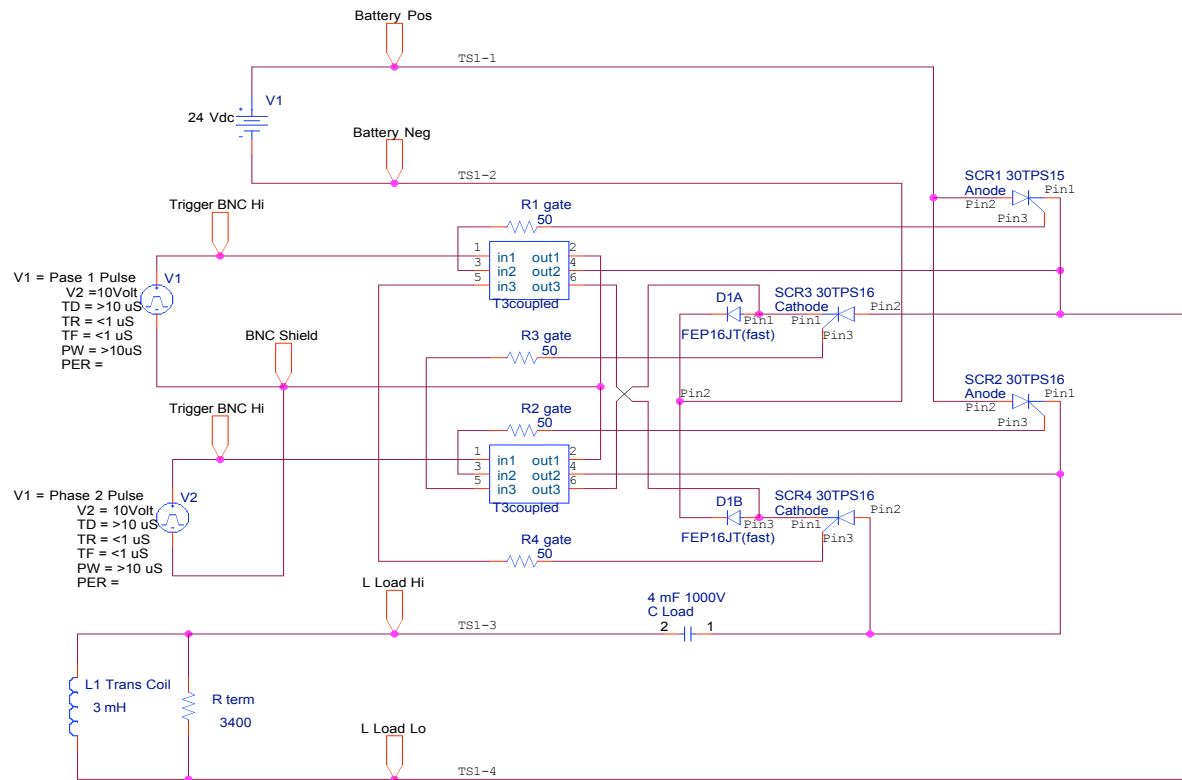 Battery Pos
TS1-1
V1
24 Vdc
Battery Neg
TS1-2
SCR1 30TPS15
Anode
Pin1
Pin2
Pin3
Trigger BNC Hi
R1 gate
50
1 in1 out1 2
3 in2 out2 4
5 in3 out3 6
T3coupled
V1 = Pase 1 Pulse
V2 =10Volt
TD = >10 uS
TR = <1 uS
TF = <1 uS
PW = >10uS
PER =
V1
D1A
Pin1
FEP16JT(fast)
SCR3 30TPS16
Cathode
Pin2
Pin1
Pin3
BNC Shield
R3 gate
50
SCR2 30TPS16
Anode
Pin1
Pin2
Pin3
Pin2
Trigger BNC Hi
R2 gate
50
1 in1 out1 2
3 in2 out2 4
5 in3 out3 6
T3coupled
V1 = Phase 2 Pulse
V2 = 10Volt
TD = >10 uS
TR = <1 uS
TF = <1 uS
PW = >10 uS
PER =
V2
D1B
Pin3
FEP16JT(fast)
SCR4 30TPS16
Cathode
Pin2
Pin1
Pin3
R4 gate
50
L Load Hi
TS1-3
4 mF 1000V
C Load
2 1
L1 Trans Coil
3 mH
R term
3400
L Load Lo
TS1-4